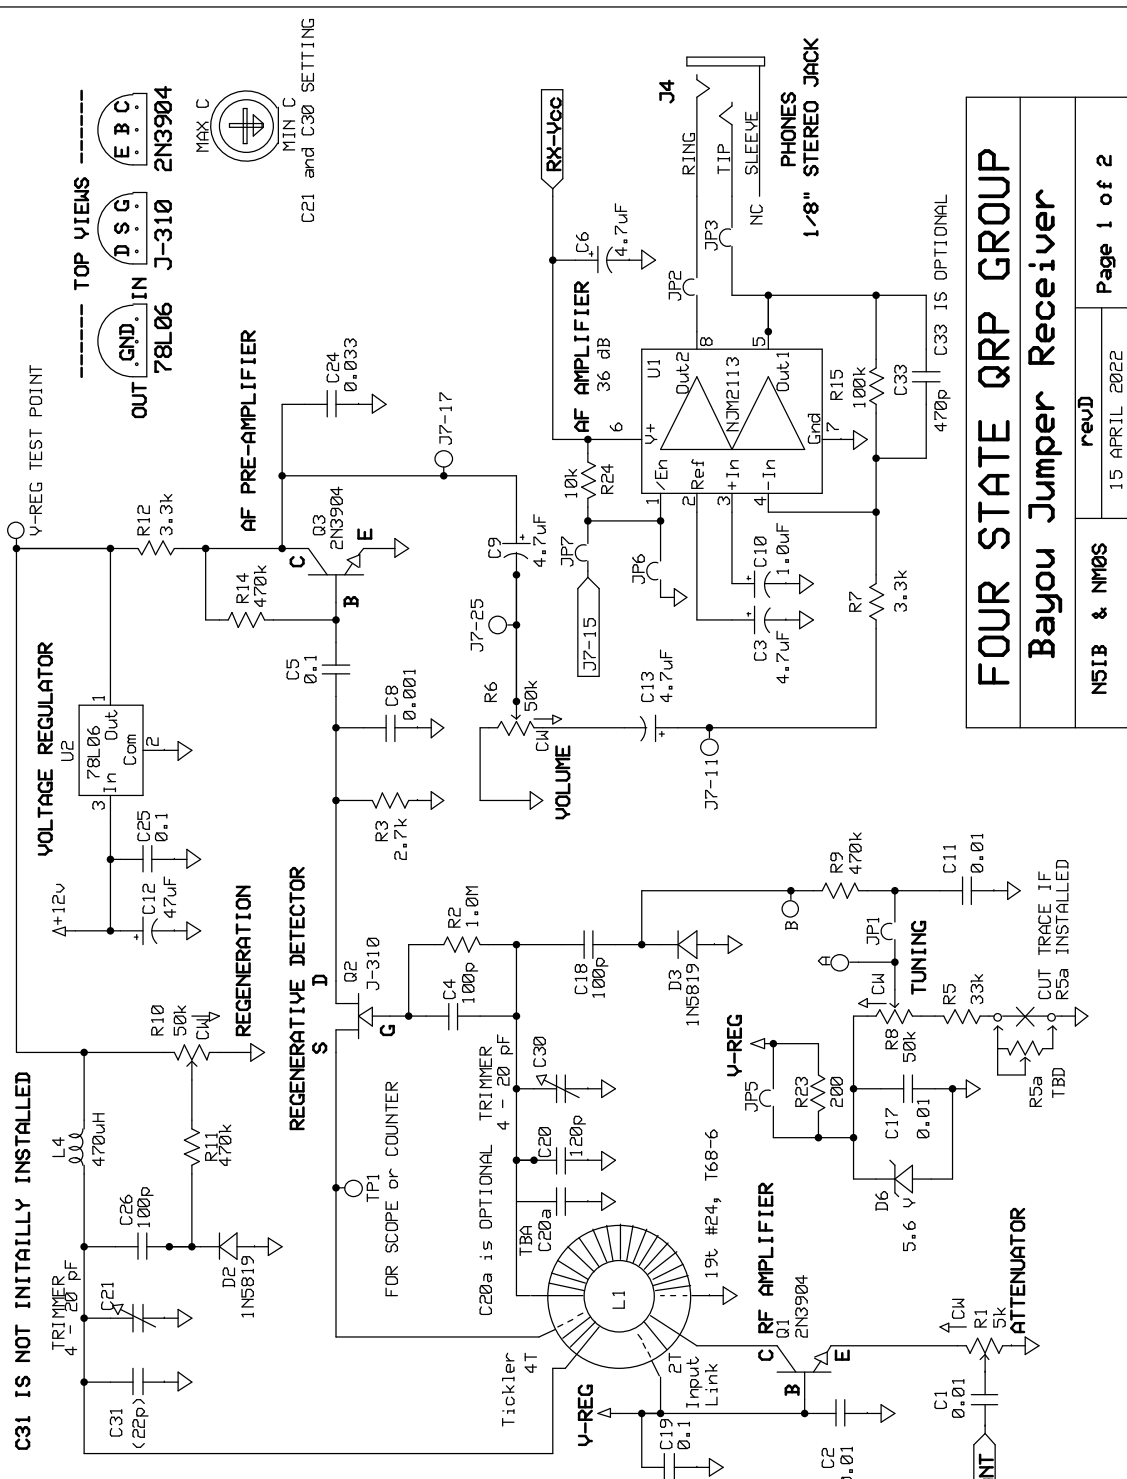 C31 IS NOT INITAILLY INSTALLED
TRIMMER
4 - 20 pF
C31
(22p)
C21
C26
100p
L4
470uH
D2
1N5819
R11
470k
R10
50k
CW
REGENERATION
+12v
C12
47uF
C25
0.1
VOLTAGE REGULATOR
U2
78L06
3
In
Out
1
Com
2
V-REG TEST POINT
R12
3.3k
R14
470k
AF PRE-AMPLIFIER
C
B
E
Q3
2N3904
C24
0.033
J7-17
------ TOP VIEWS ------
OUT
GND
IN
78L06
D S G
J-310
E B C
2N3904
MAX C
MIN C
C21 and C30 SETTING
REGENERATIVE DETECTOR
S
D
G
Q2
J-310
TP1
FOR SCOPE or COUNTER
R3
2.7k
C8
0.001
C5
0.1
C4
100p
R2
1.0M
C20a is OPTIONAL
TRIMMER
4 - 20 pF
TBA
C20a
C20
120p
C30
C18
100p
D3
1N5819
L1
19t #24, T68-6
Tickler
4T
2T
Input
Link
V-REG
C19
0.1
RF AMPLIFIER
C
B
E
Q1
2N3904
C2
.01
C1
0.01
CW
R1
5k
ATTENUATOR
NT
V-REG
JP5
R23
200
D6
5.6 V
C17
0.01
CW
R8
50k
TUNING
R5
33k
R5a
TBD
CUT TRACE IF
R5a INSTALLED
A
JP1
B
R9
470k
C11
0.01
C9
4.7uF
J7-25
R6
50k
CW
VOLUME
C13
4.7uF
J7-11
R7
3.3k
J7-15
JP7
JP6
10k
R24
C3
4.7uF
C10
1.0uF
AF AMPLIFIER
36 dB
6
V+
U1
1
/En
2
Ref
3
+In
4
-In
NJM2113
Out2
8
Out1
5
Gnd
7
R15
100k
C33
470p
C33 IS OPTIONAL
C6
4.7uF
RX-Vcc
JP2
JP3
RING
TIP
SLEEVE
NC
J4
PHONES
1/8" STEREO JACK
FOUR STATE QRP GROUP
Bayou Jumper Receiver
N5IB & NM0S
revD
15 APRIL 2022
Page 1 of 2